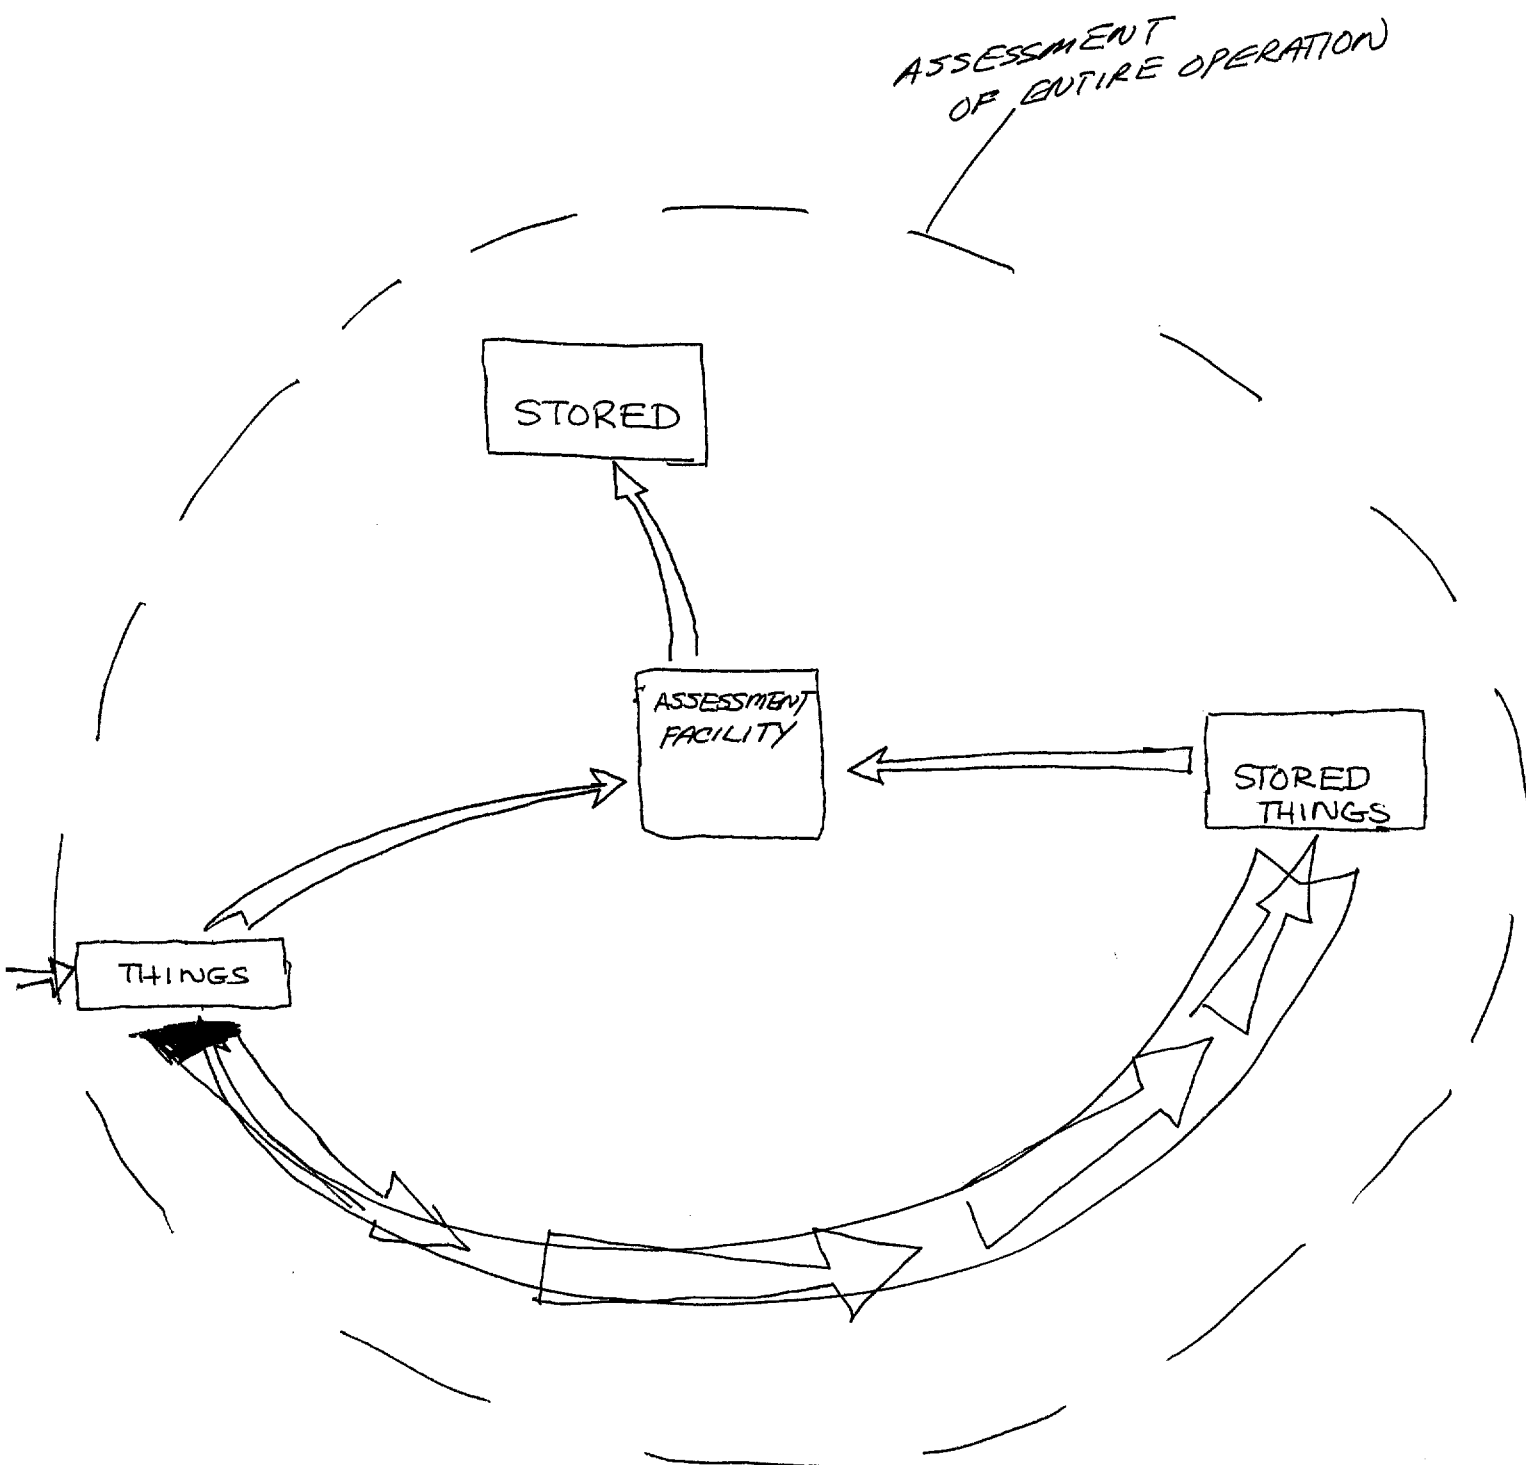 ASSESSMENT
OF ENTIRE OPERATION
STORED
ASSESSMENT
FACILITY
STORED
THINGS
THINGS